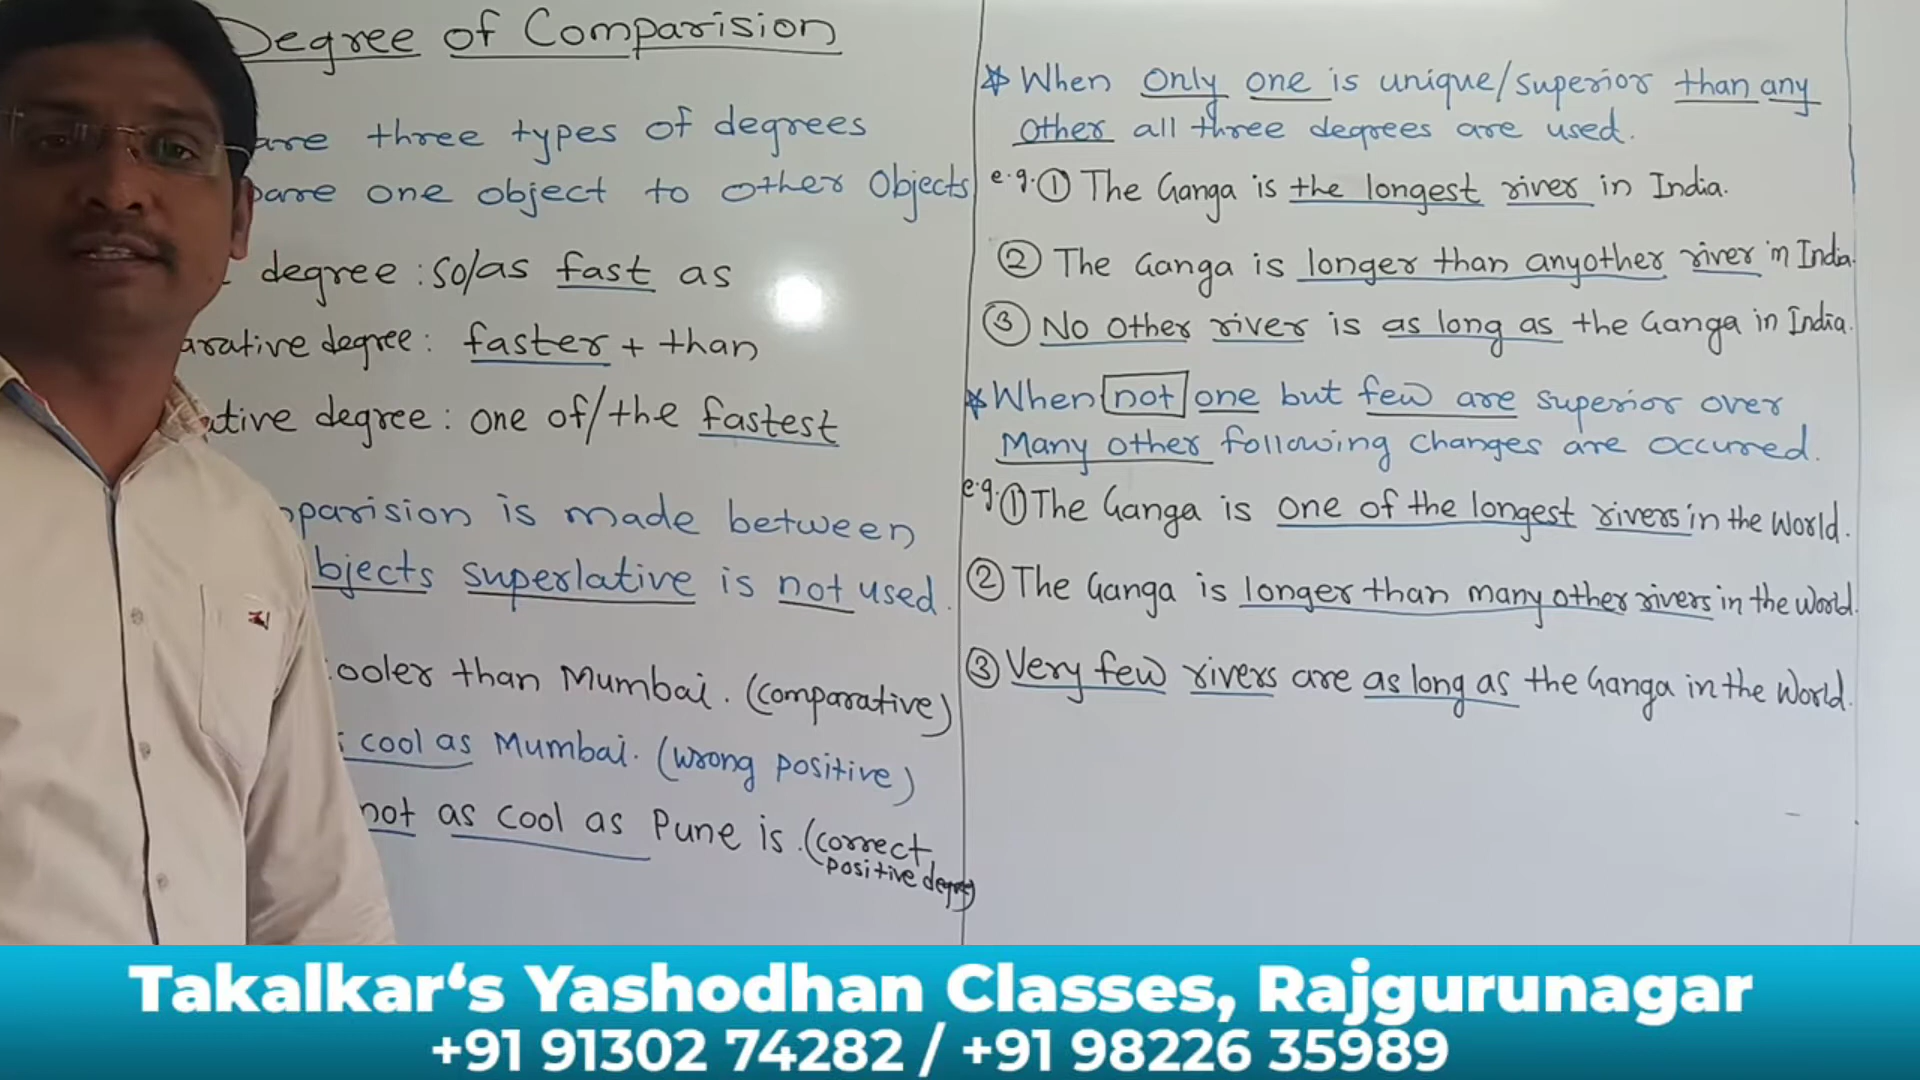 Degree of Comparision
are three types of degrees
one object to other Objects
degree : so/as fast as
degree : faster + than
degree : one of/the fastest
is made between
superlative is not used.
than Mumbai. (comparative)
cool as Mumbai. (wrong positive)
not as cool as Pune is. (correct
positive degree)
☆ When Only one is unique/superior than any
Other all three degrees are used.
e.g. ① The Ganga is the longest river in India.
② The Ganga is longer than anyother river in India.
③ No Other river is as long as the Ganga in India.
☆ When not one but few are superior over
Many other following changes are occurred.
e.g. ① The Ganga is one of the longest rivers in the World.
② The Ganga is longer than many other rivers in the World.
③ Very few rivers are as long as the Ganga in the World.
Takalkar‘s Yashodhan Classes, Rajgurunagar
+91 91302 74282 / +91 98226 35989